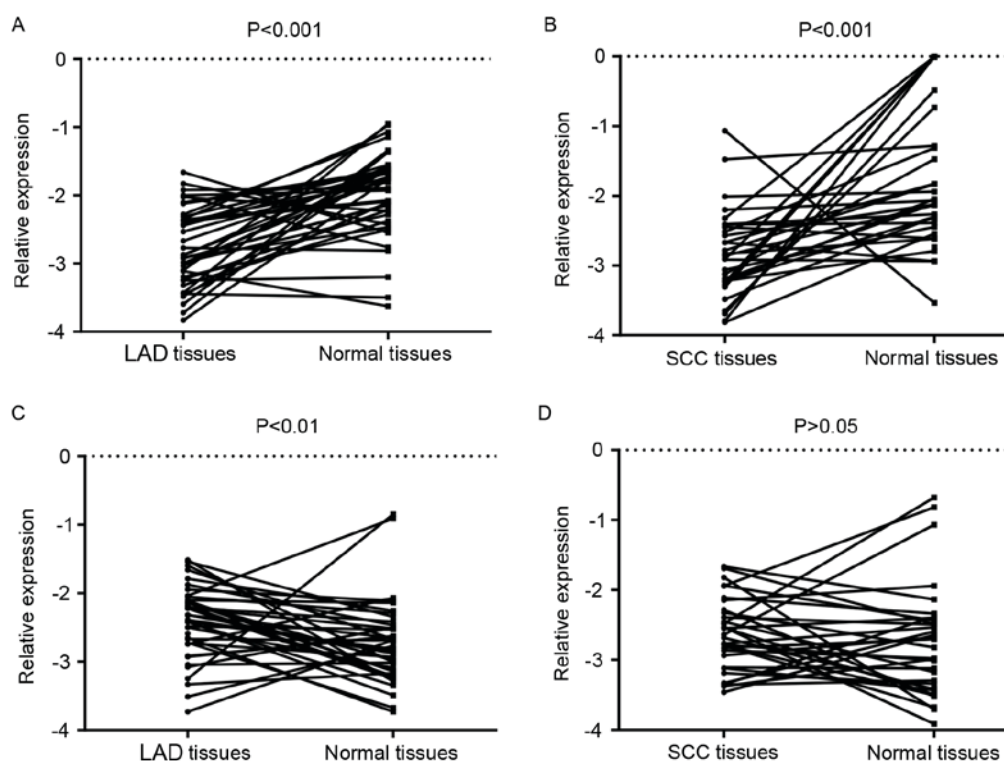 A
P<0.001
0
-1
-2
-3
-4
Relative expression
LAD tissues
Normal tissues
B
P<0.001
0
-1
-2
-3
-4
Relative expression
SCC tissues
Normal tissues
C
P<0.01
0
-1
-2
-3
-4
Relative expression
LAD tissues
Normal tissues
D
P>0.05
0
-1
-2
-3
-4
Relative expression
SCC tissues
Normal tissues